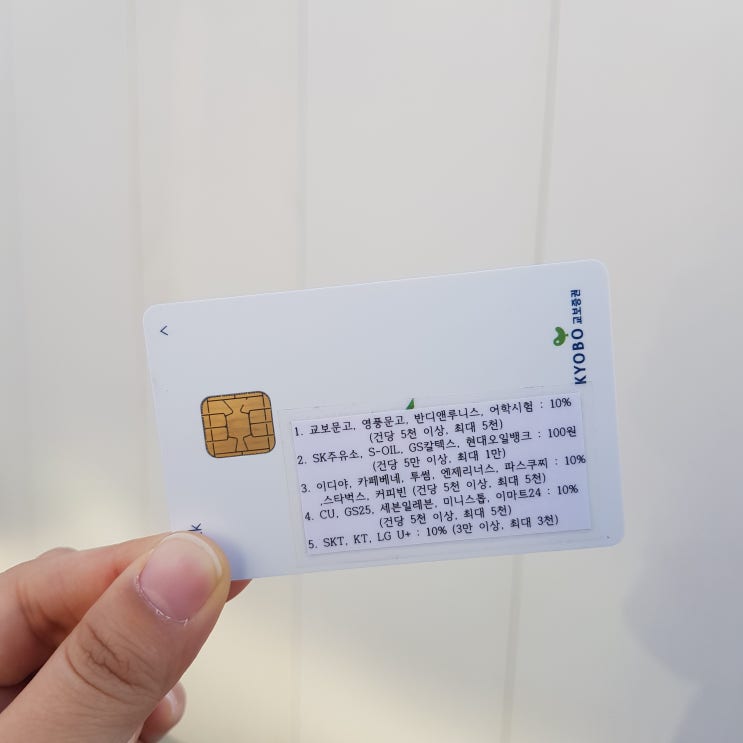 <
KYOBO 교보증권
1. 교보문고, 영풍문고, 반디앤루니스, 어학시험 : 10%
(건당 5천 이상, 최대 5천)
2. SK주유소, S-OIL, GS칼텍스, 현대오일뱅크 : 100원
(건당 5만 이상, 최대 1만)
3. 이디야, 카페베네, 투썸, 엔제리너스, 파스쿠찌 : 10%
,스타벅스, 커피빈 (건당 5천 이상, 최대 5천)
4. CU, GS25, 세븐일레븐, 미니스톱, 이마트24 : 10%
(건당 5천 이상, 최대 5천)
5. SKT, KT, LG U+ : 10% (3만 이상, 최대 3천)